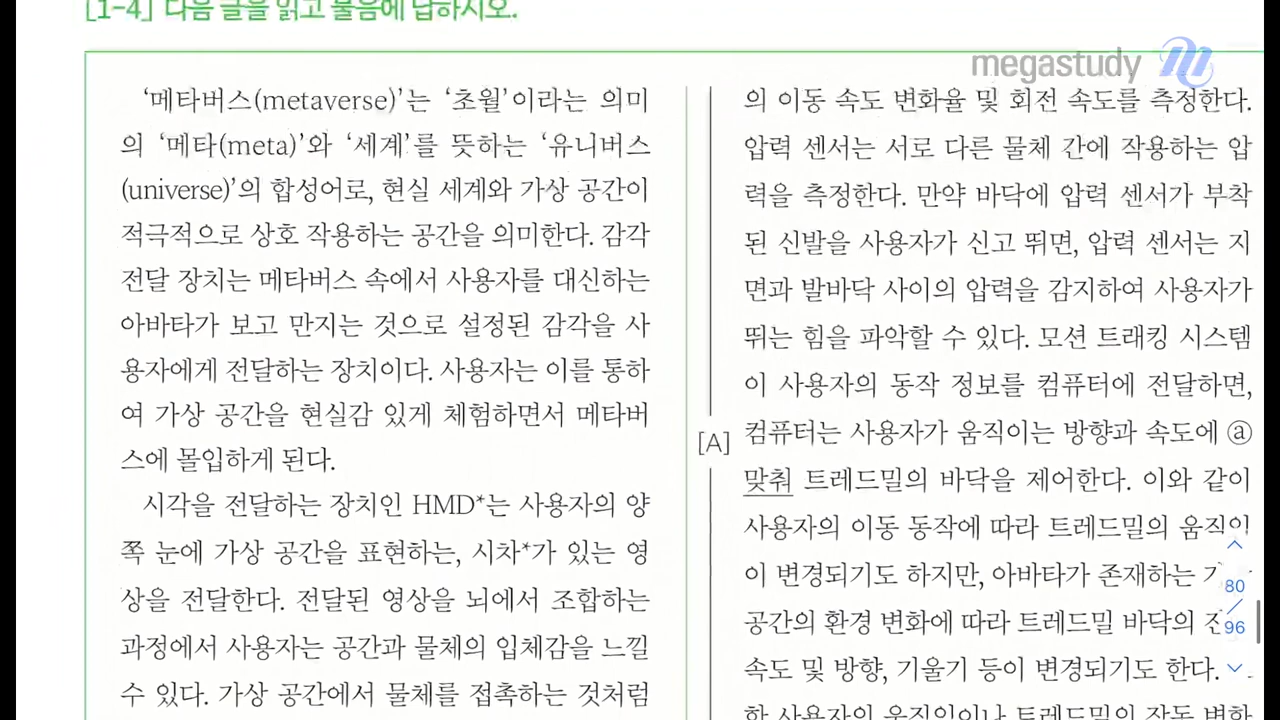 [1-4] 다음 글을 읽고 물음에 답하시오.
megastudy
‘메타버스(metaverse)’는 ‘초월’이라는 의미
의 ‘메타(meta)’와 ‘세계’를 뜻하는 ‘유니버스
(universe)’의 합성어로, 현실 세계와 가상 공간이
적극적으로 상호 작용하는 공간을 의미한다. 감각
전달 장치는 메타버스 속에서 사용자를 대신하는
아바타가 보고 만지는 것으로 설정된 감각을 사
용자에게 전달하는 장치이다. 사용자는 이를 통하
여 가상 공간을 현실감 있게 체험하면서 메타버
스에 몰입하게 된다.
시각을 전달하는 장치인 HMD*는 사용자의 양
쪽 눈에 가상 공간을 표현하는, 시차*가 있는 영
상을 전달한다. 전달된 영상을 뇌에서 조합하는
과정에서 사용자는 공간과 물체의 입체감을 느낄
수 있다. 가상 공간에서 물체를 접촉하는 것처럼
[A]
의 이동 속도 변화율 및 회전 속도를 측정한다.
압력 센서는 서로 다른 물체 간에 작용하는 압
력을 측정한다. 만약 바닥에 압력 센서가 부착
된 신발을 사용자가 신고 뛰면, 압력 센서는 지
면과 발바닥 사이의 압력을 감지하여 사용자가
뛰는 힘을 파악할 수 있다. 모션 트래킹 시스템
이 사용자의 동작 정보를 컴퓨터에 전달하면,
컴퓨터는 사용자가 움직이는 방향과 속도에 ⓐ
맞춰 트레드밀의 바닥을 제어한다. 이와 같이
사용자의 이동 동작에 따라 트레드밀의 움직임
이 변경되기도 하지만, 아바타가 존재하는
공간의 환경 변화에 따라 트레드밀 바닥의
속도 및 방향, 기울기 등이 변경되기도 한다.
한 사용자의 움직임이나 트레드밀의 작동 변화
80
/
96